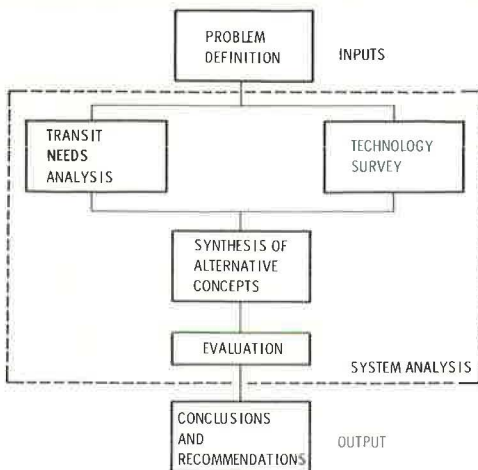 PROBLEM
DEFINITION
INPUTS
TRANSIT
NEEDS
ANALYSIS
TECHNOLOGY
SURVEY
SYNTHESIS OF
ALTERNATIVE
CONCEPTS
EVALUATION
SYSTEM ANALYSIS
CONCLUSIONS
AND
RECOMMENDATIONS
OUTPUT